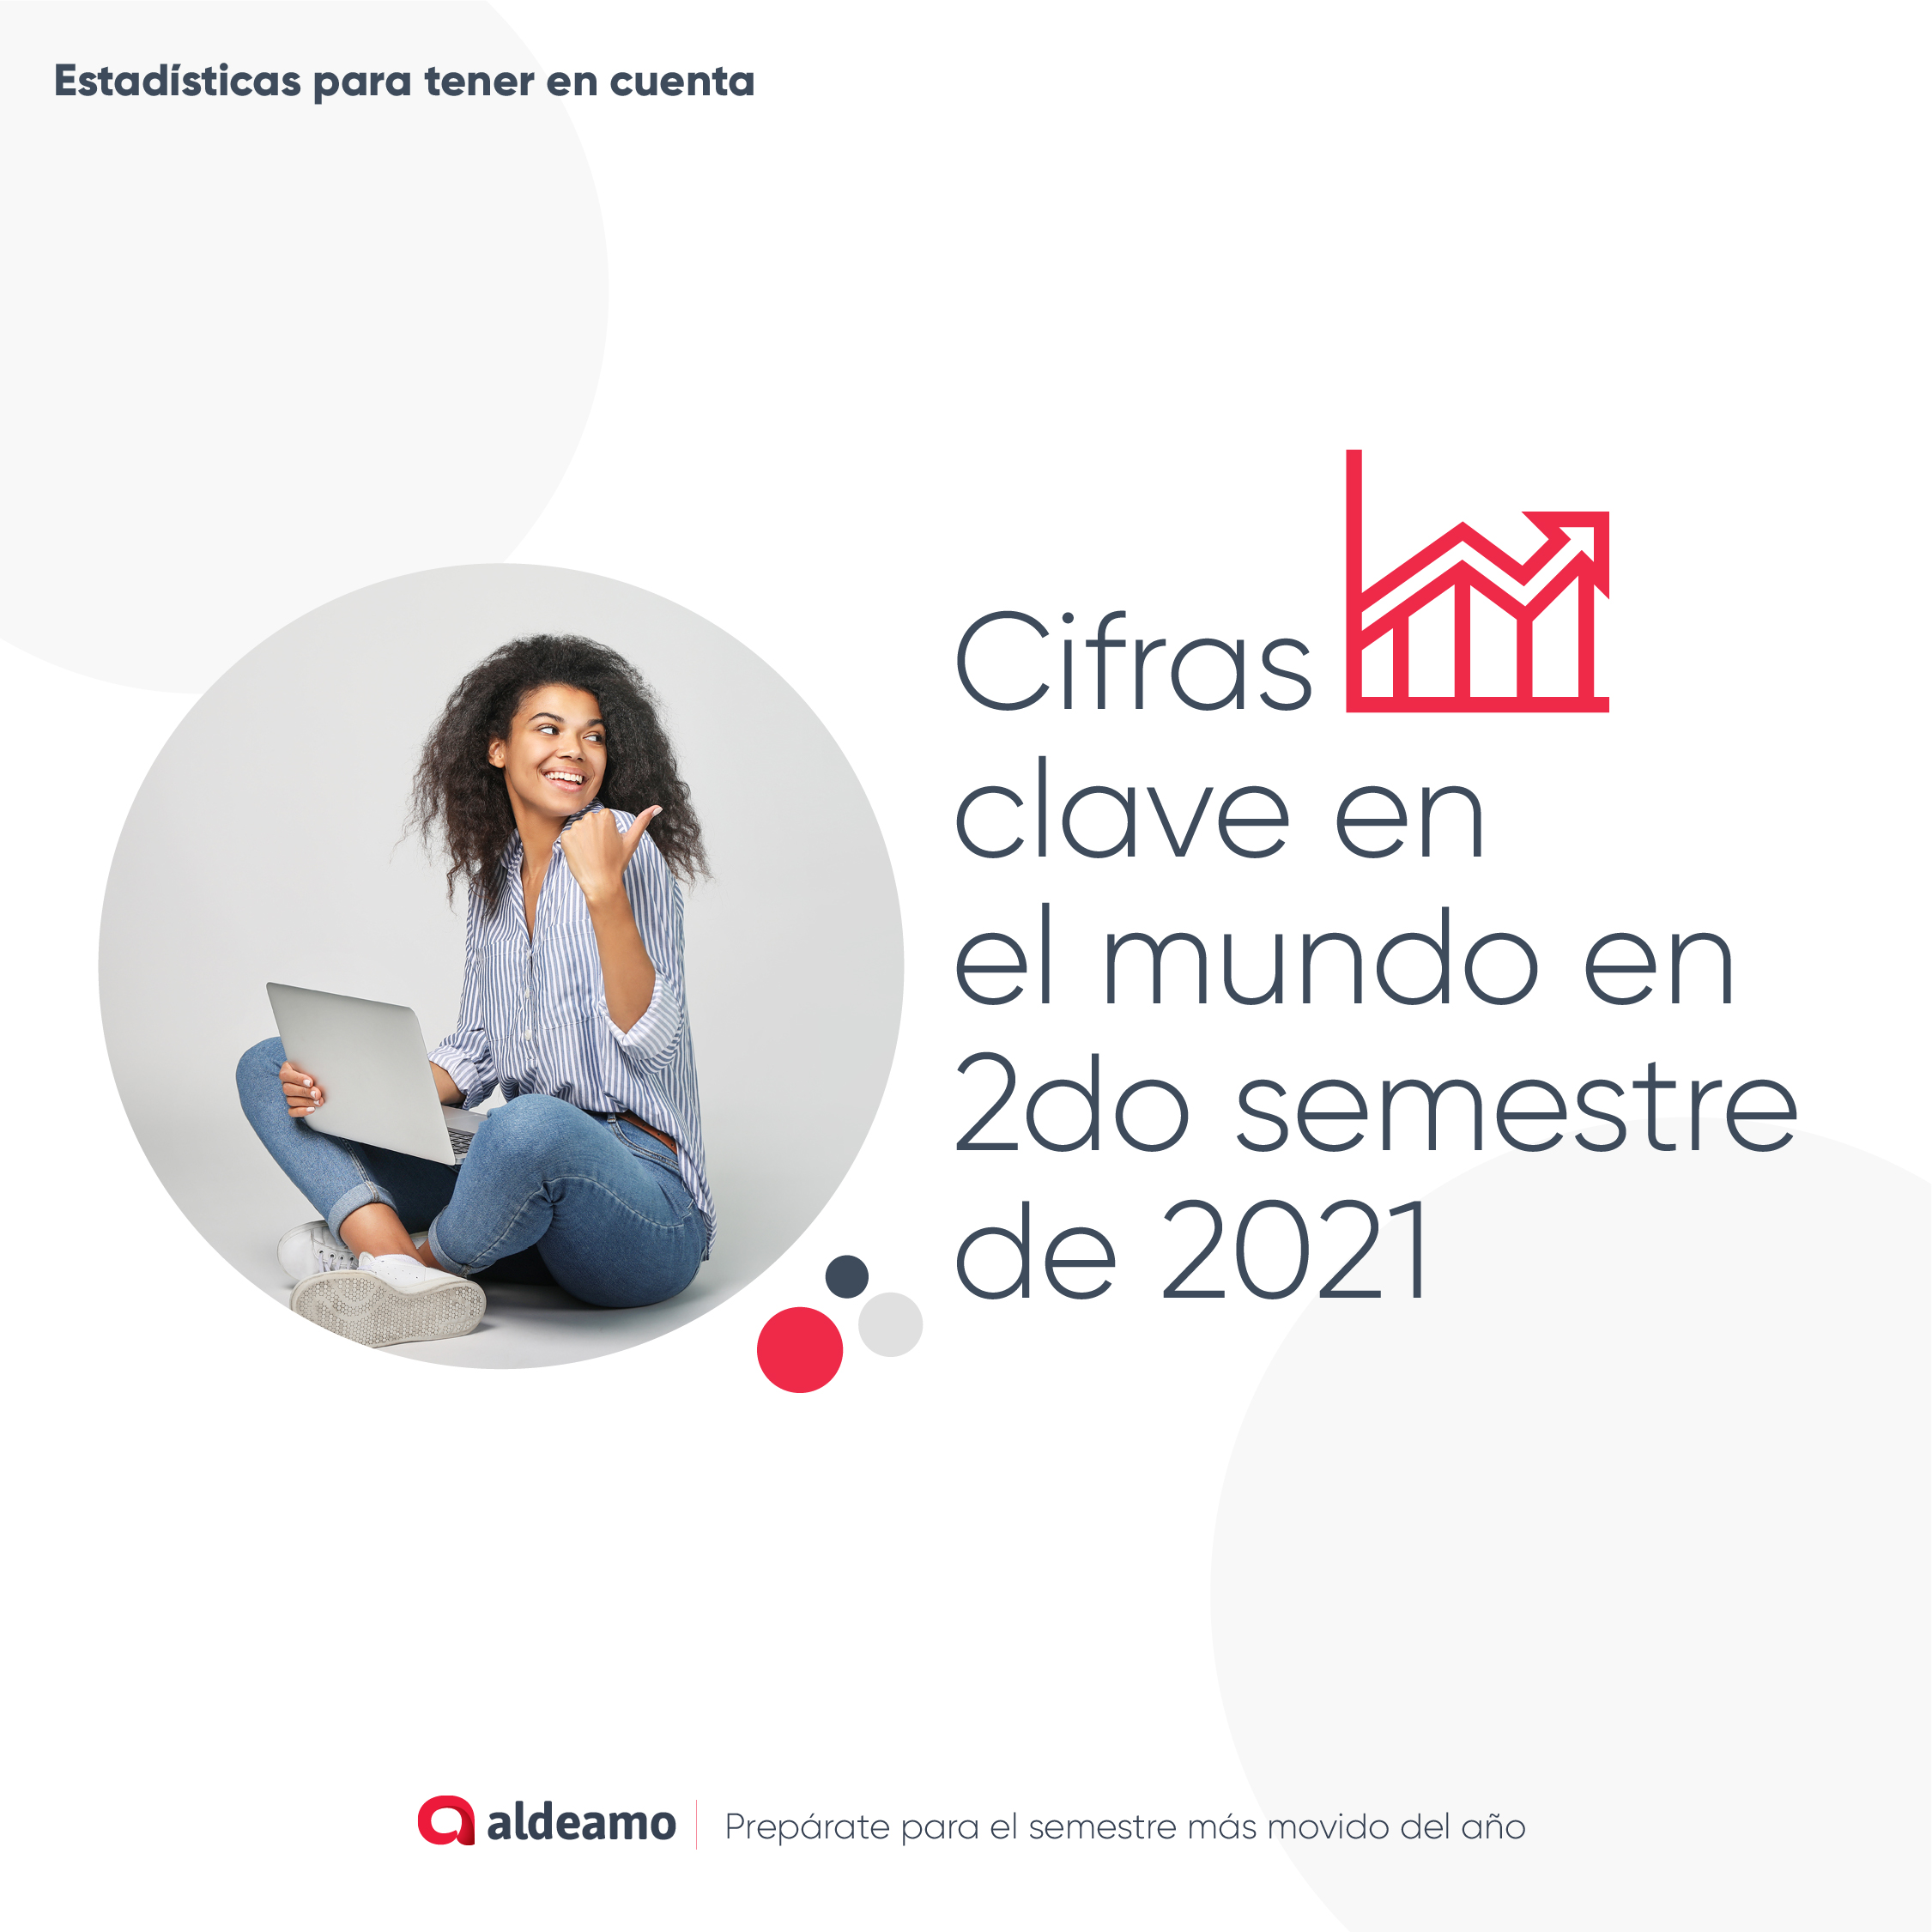 Estadísticas para tener en cuenta
Cifras
clave en
el mundo en
2do semestre
de 2021
aldeamo
Prepárate para el semestre más movido del año